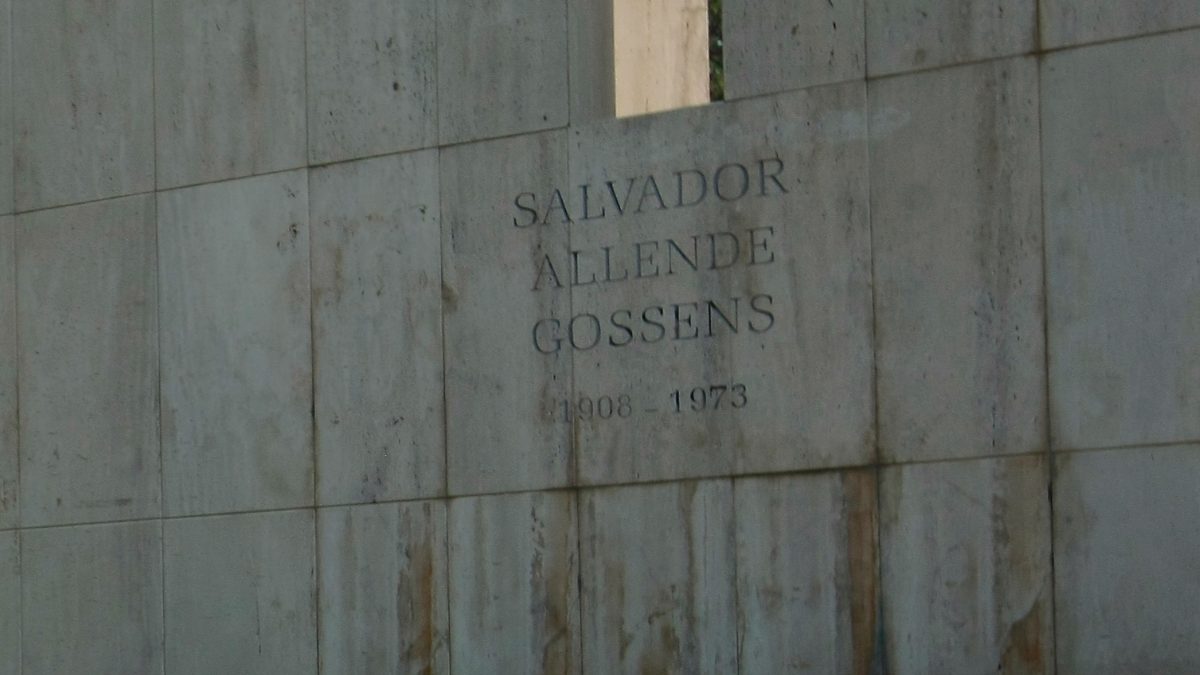 SALVADOR
ALLENDE
GOSSENS
1908 - 1973